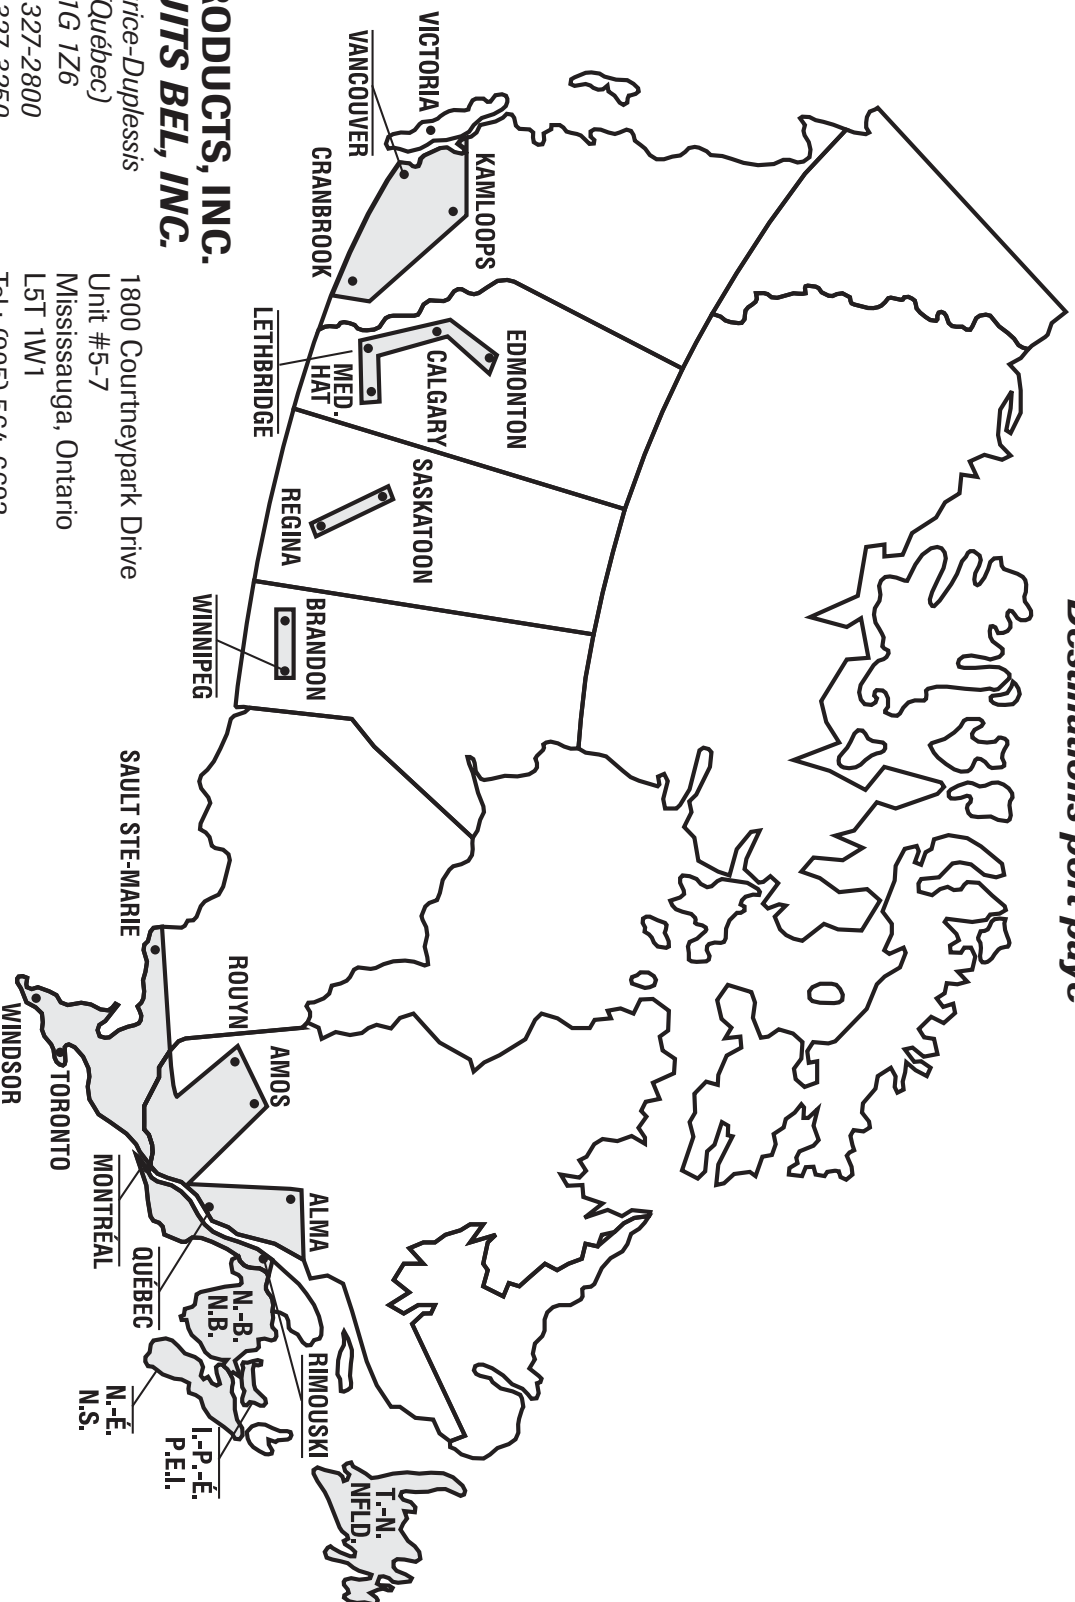 Destinations port payé
VICTORIA
VANCOUVER
KAMLOOPS
CRANBROOK
EDMONTON
CALGARY
MED.
HAT
LETHBRIDGE
SASKATOON
REGINA
BRANDON
WINNIPEG
SAULT STE-MARIE
ROUYN
AMOS
WINDSOR
TORONTO
MONTRÉAL
ALMA
QUÉBEC
RIMOUSKI
N.-B.
N.B.
N.-É.
N.S.
I.-P.-É.
P.E.I.
T.-N.
NFLD.
RODUCTS, INC.
UITS BEL, INC.
rice-Duplessis
(Québec)
1G 1Z6
327-2800
327-3250
1800 Courtneypark Drive
Unit #5-7
Mississauga, Ontario
L5T 1W1